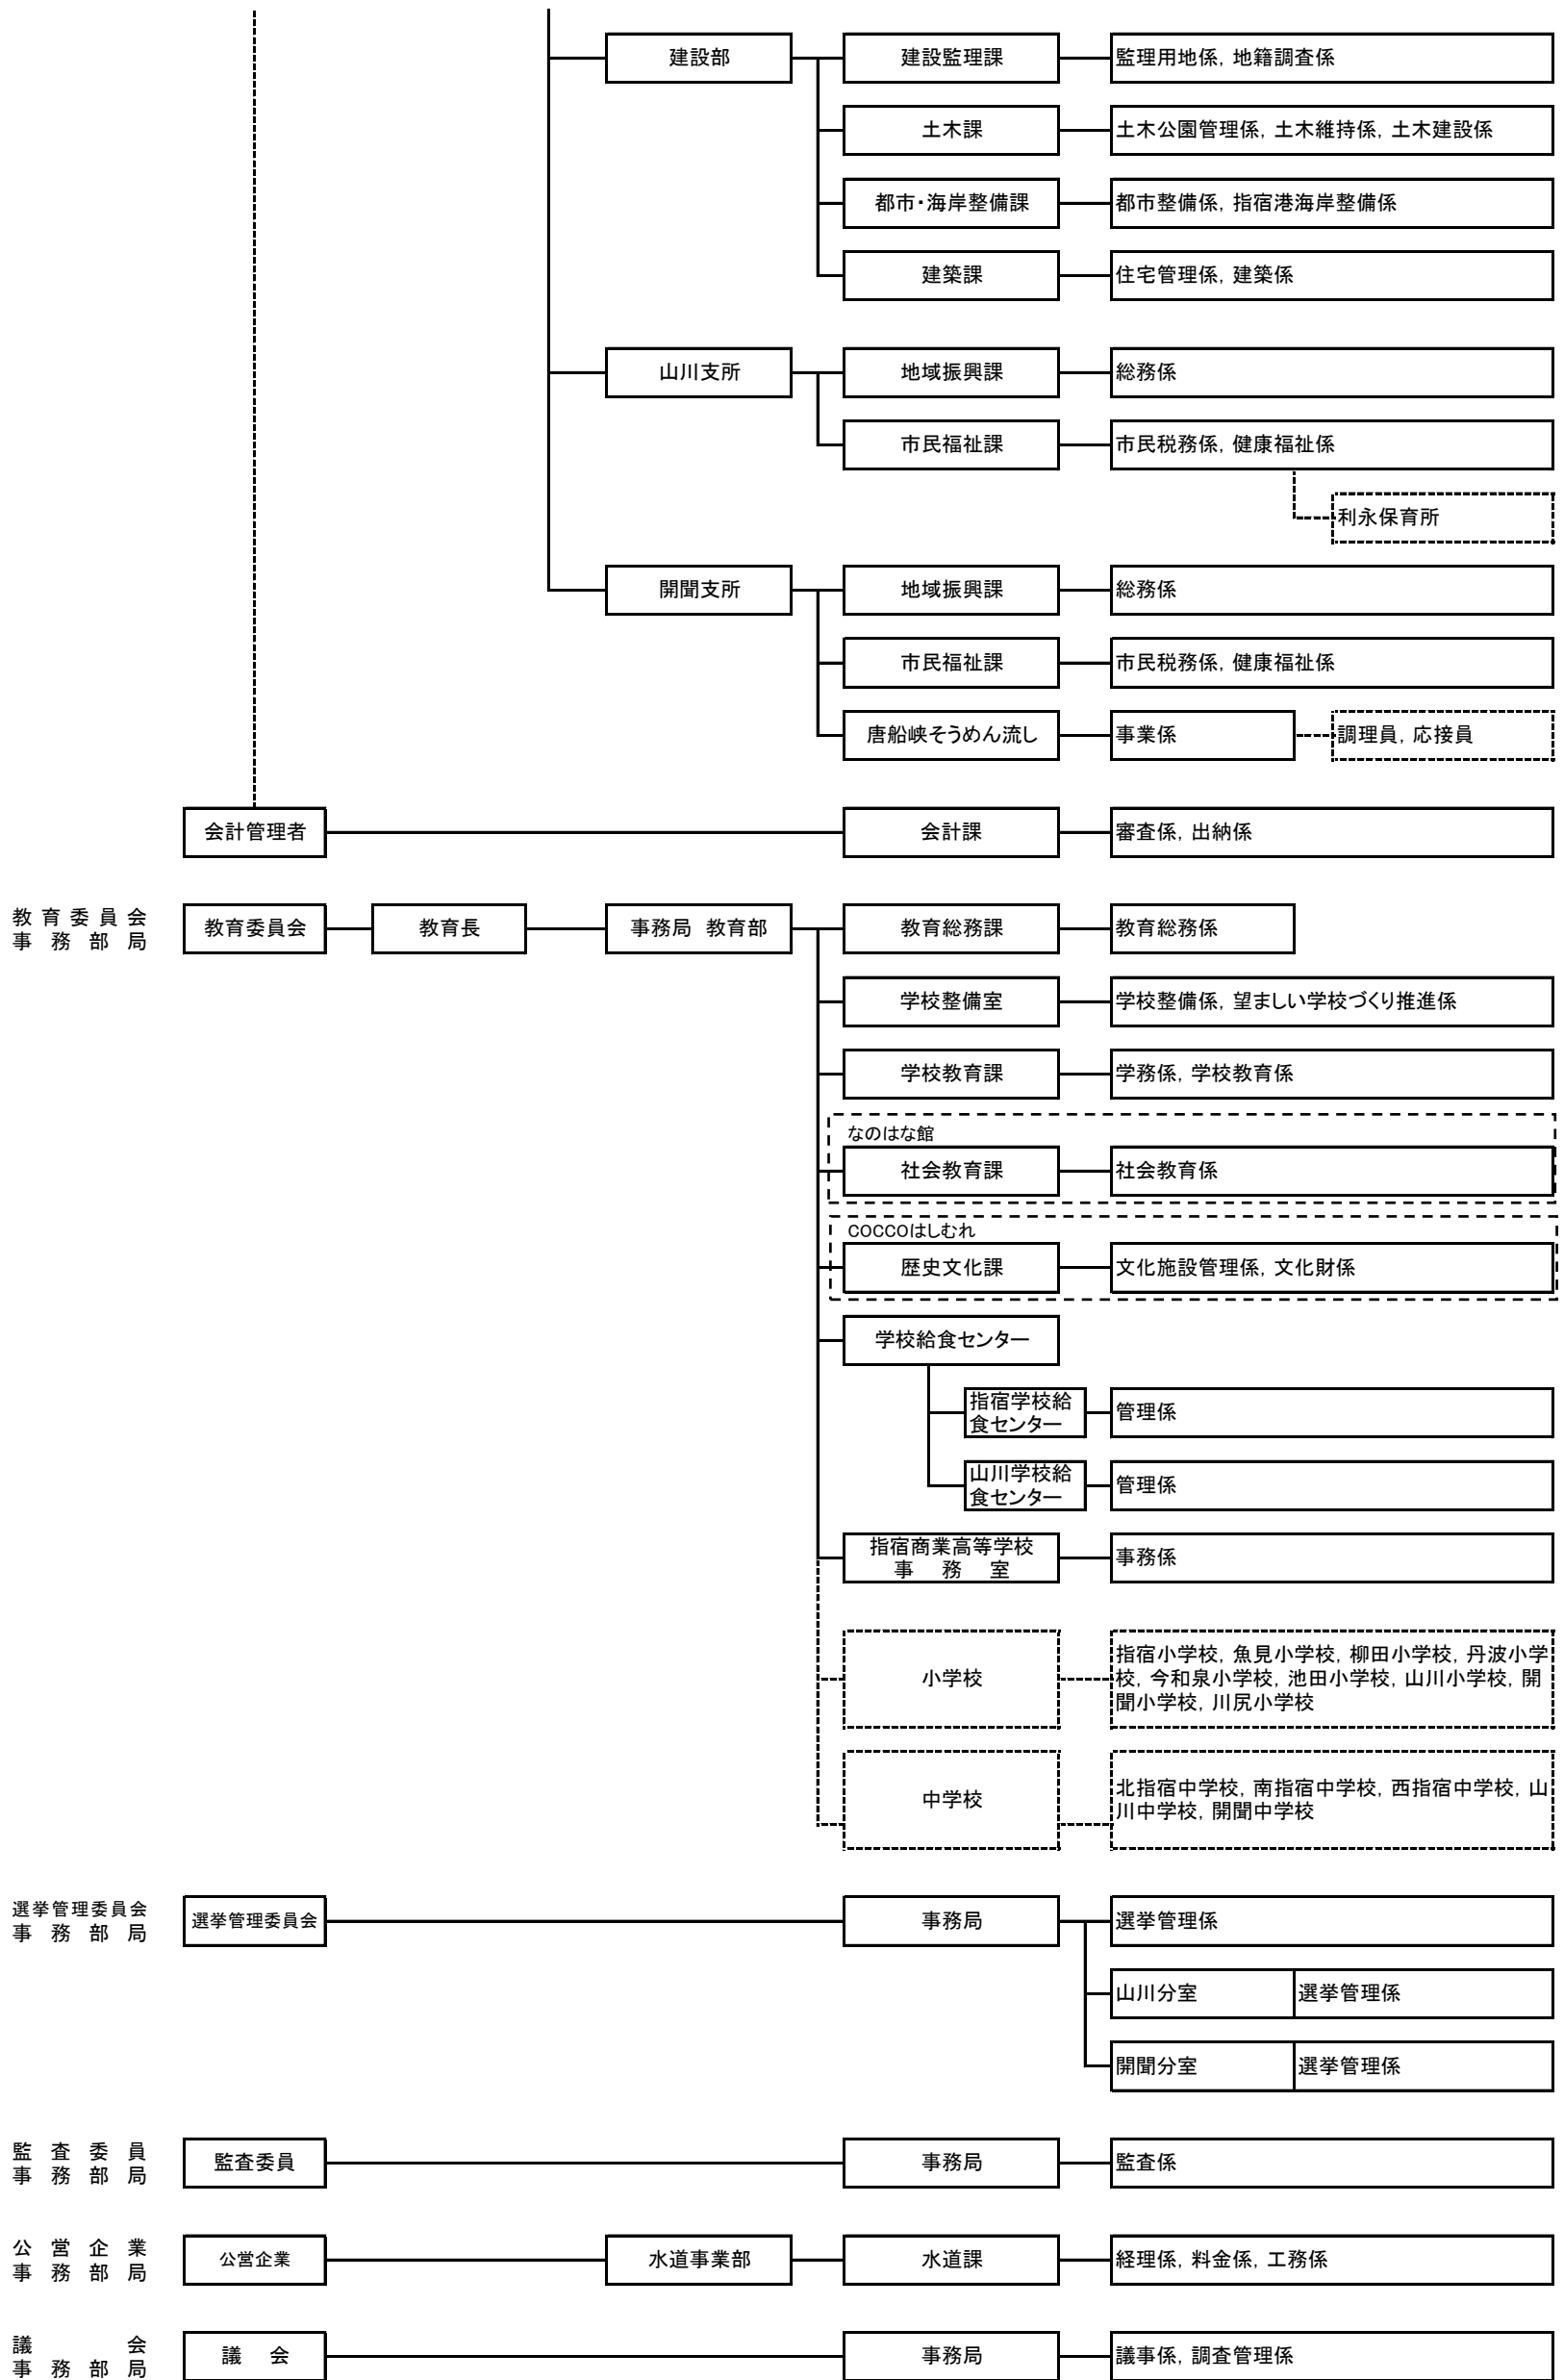 建設部
建設監理課
監理用地係, 地籍調査係
土木課
土木公園管理係, 土木維持係, 土木建設係
都市・海岸整備課
都市整備係, 指宿港海岸整備係
建築課
住宅管理係, 建築係
山川支所
地域振興課
総務係
市民福祉課
市民税務係, 健康福祉係
利永保育所
開聞支所
地域振興課
総務係
市民福祉課
市民税務係, 健康福祉係
唐船峡そうめん流し
事業係
調理員, 応接員
会計管理者
会計課
審査係, 出納係
教育委員会
事務部局
教育委員会
教育長
事務局 教育部
教育総務課
教育総務係
学校整備室
学校整備係, 望ましい学校づくり推進係
学校教育課
学務係, 学校教育係
なのはな館
社会教育課
社会教育係
COCCOはしむれ
歴史文化課
文化施設管理係, 文化財係
学校給食センター
指宿学校給
食センター
管理係
山川学校給
食センター
管理係
指宿商業高等学校
事務室
事務係
小学校
指宿小学校, 魚見小学校, 柳田小学校, 丹波小学
校, 今和泉小学校, 池田小学校, 山川小学校, 開
聞小学校, 川尻小学校
中学校
北指宿中学校, 南指宿中学校, 西指宿中学校, 山
川中学校, 開聞中学校
選挙管理委員会
事務部局
選挙管理委員会
事務局
選挙管理係
山川分室
選挙管理係
開聞分室
選挙管理係
監査委員
事務部局
監査委員
事務局
監査係
公営企業
事務部局
公営企業
水道事業部
水道課
経理係, 料金係, 工務係
議会
事務部局
議会
事務局
議事係, 調査管理係